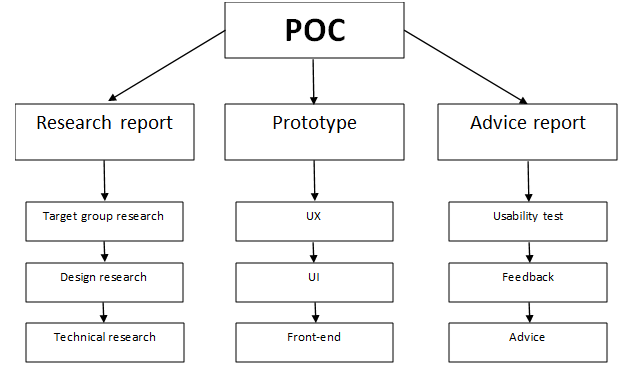 POC
Research report
Prototype
Advice report
Target group research
UX
Usability test
Design research
UI
Feedback
Technical research
Front-end
Advice